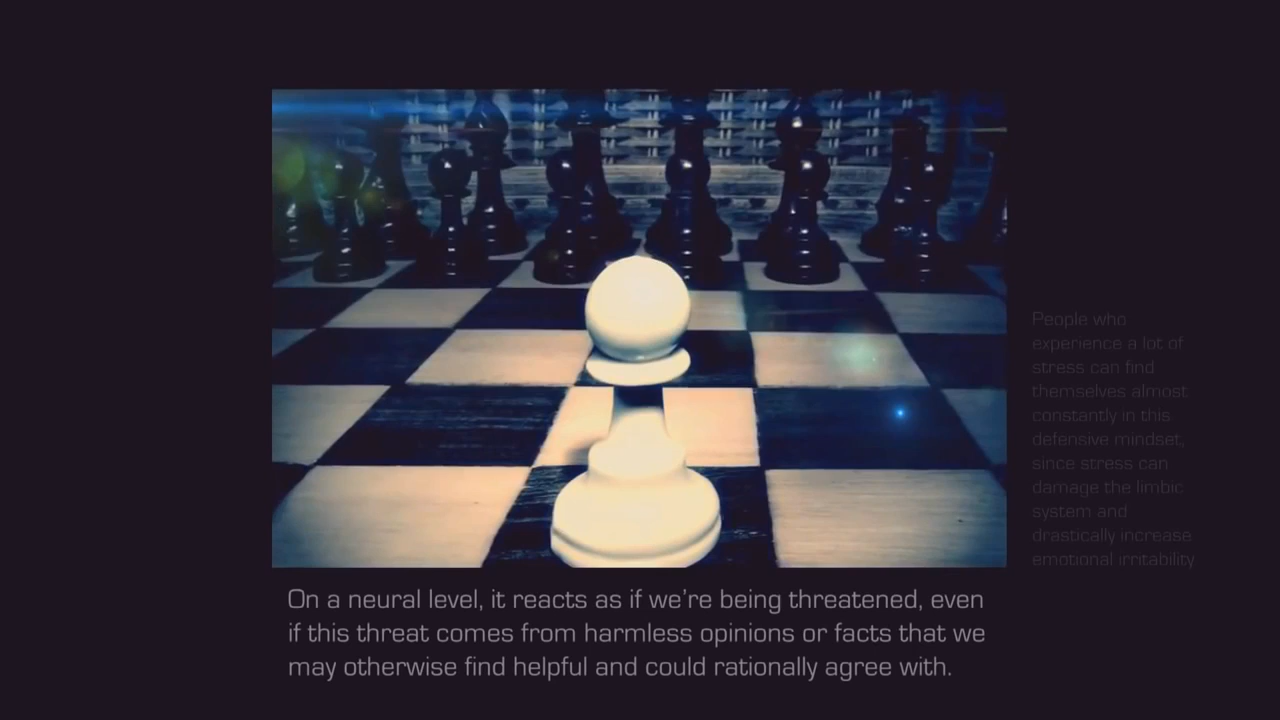 People who
experience a lot of
stress can find
themselves almost
constantly in this
defensive mindset,
since stress can
damage the limbic
system and
drastically increase
emotional irritability
On a neural level, it reacts as if we're being threatened, even
if this threat comes from harmless opinions or facts that we
may otherwise find helpful and could rationally agree with.